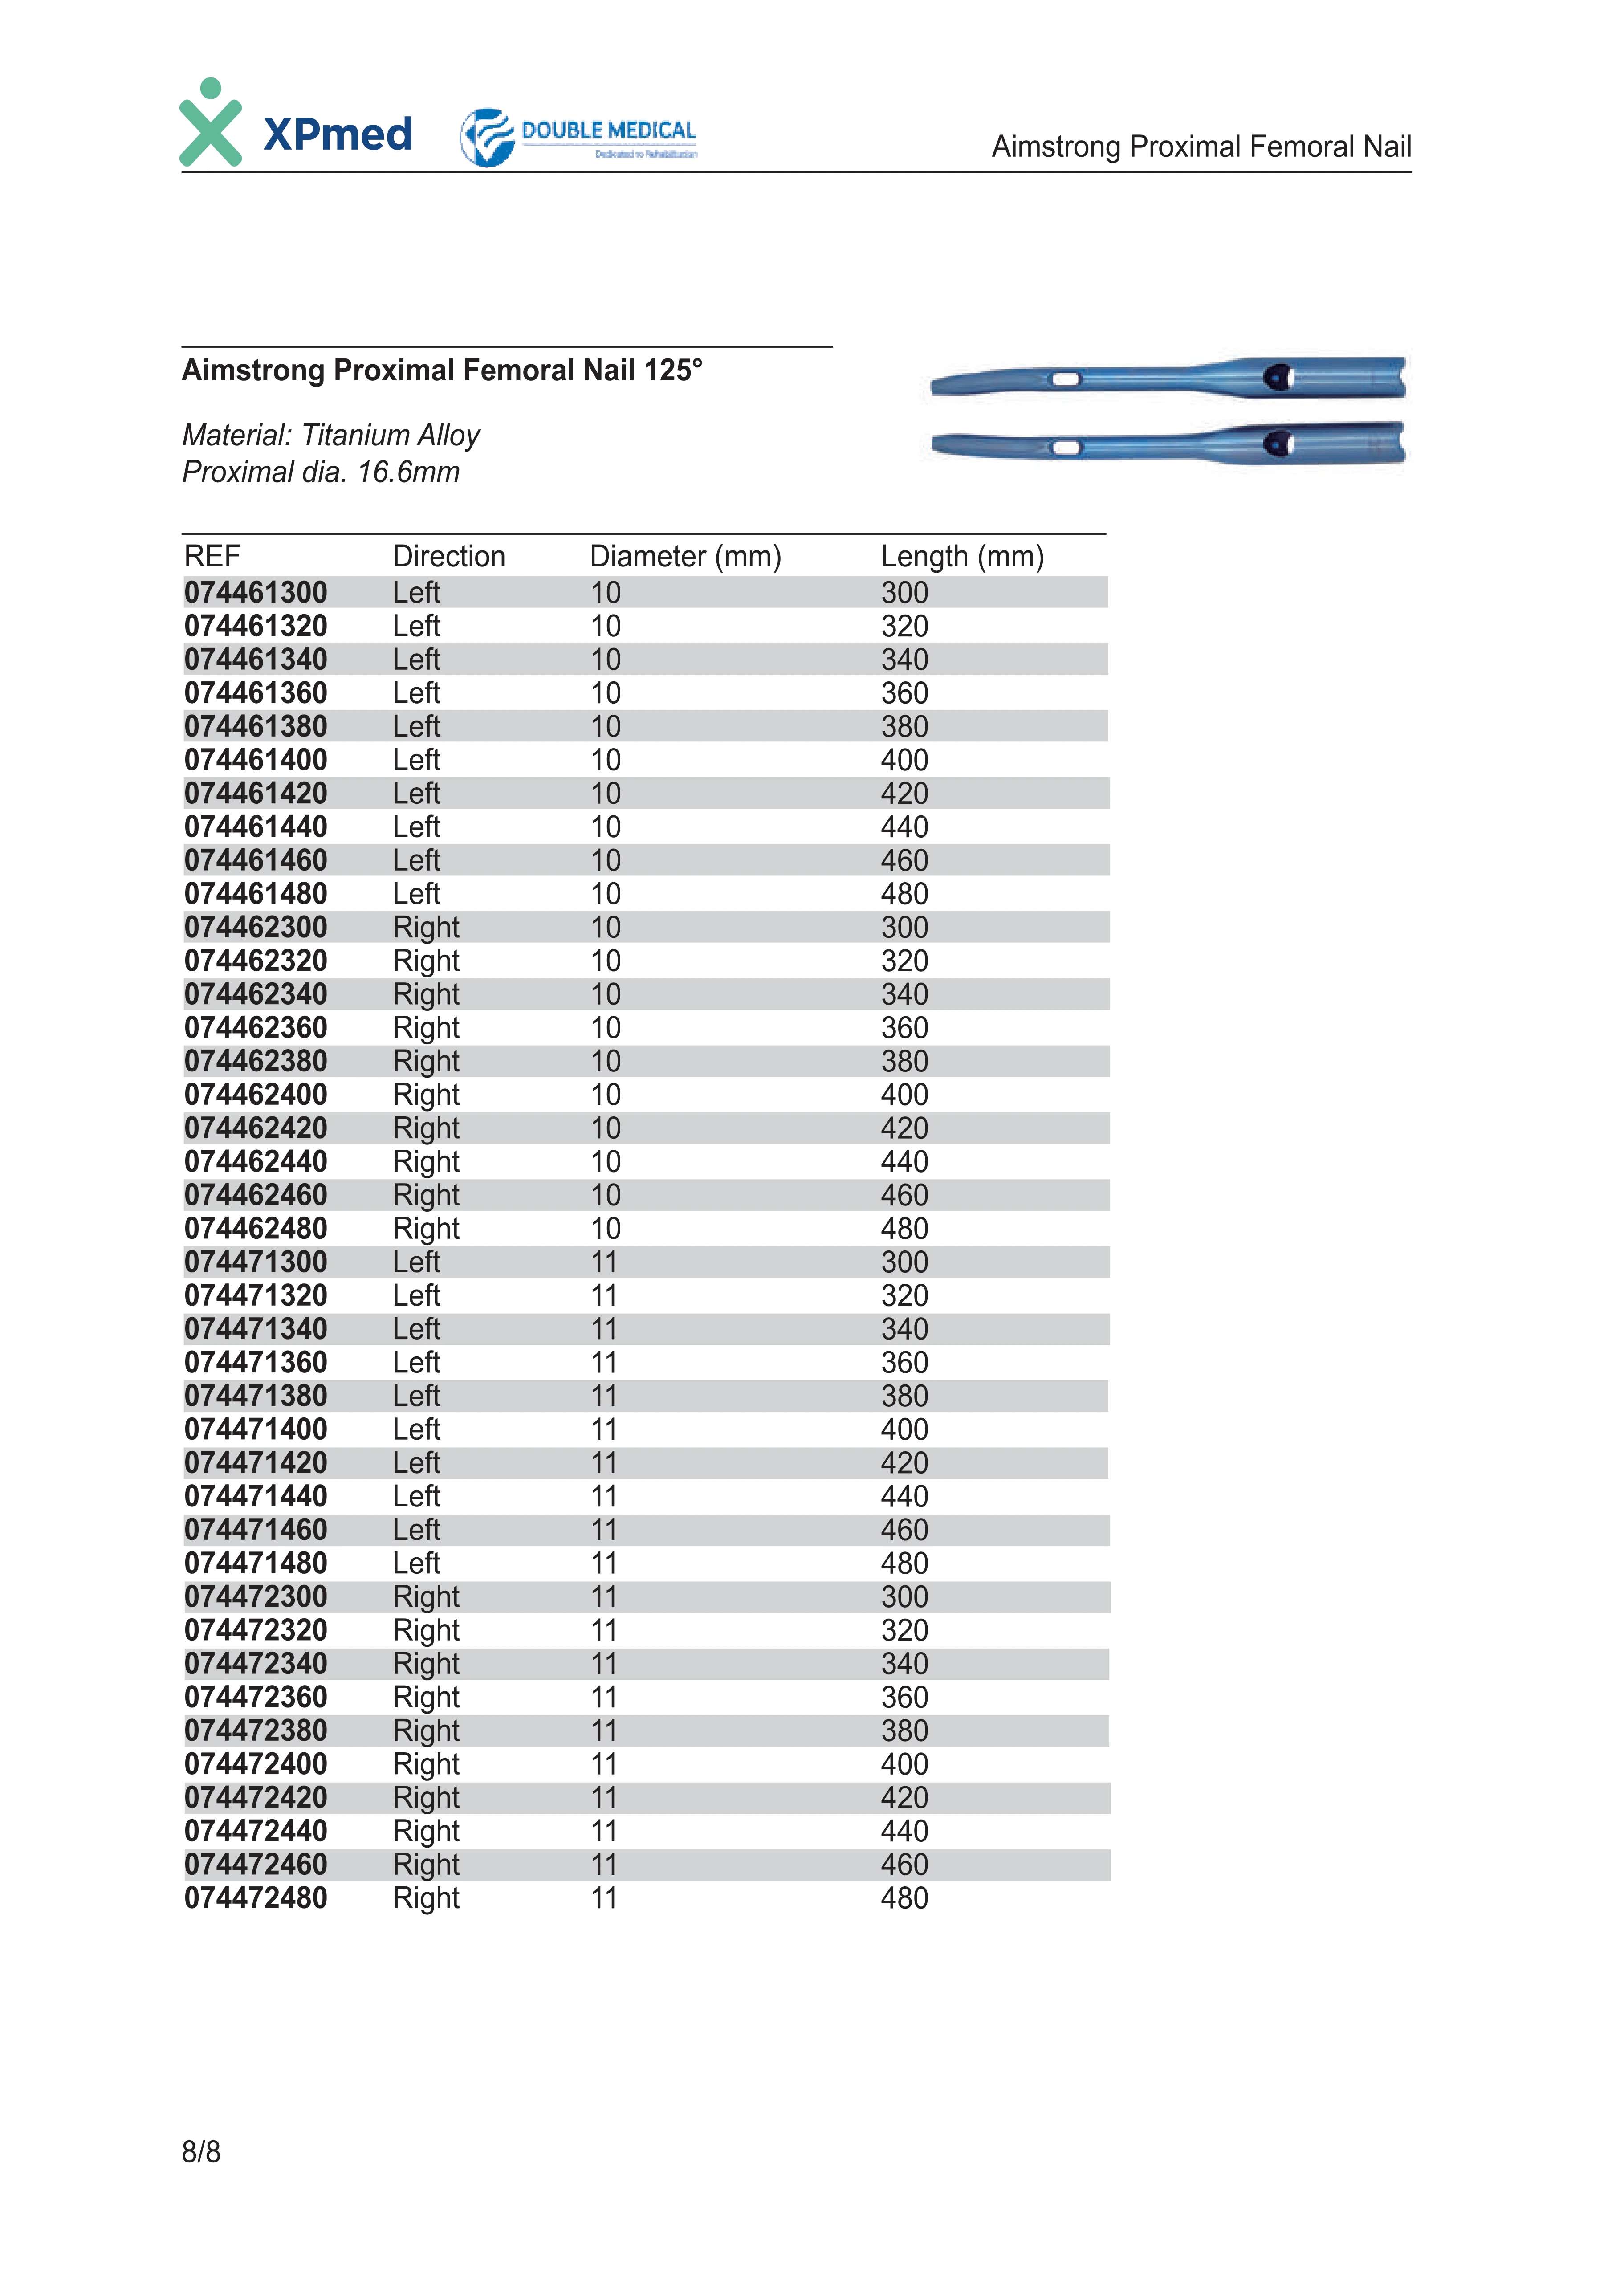 XPmed
DOUBLE MEDICAL
Dedicated to Rehabilitation
Aimstrong Proximal Femoral Nail
Aimstrong Proximal Femoral Nail 125°
Material: Titanium Alloy
Proximal dia. 16.6mm
REF Direction Diameter (mm) Length (mm)
074461300 Left 10 300
074461320 Left 10 320
074461340 Left 10 340
074461360 Left 10 360
074461380 Left 10 380
074461400 Left 10 400
074461420 Left 10 420
074461440 Left 10 440
074461460 Left 10 460
074461480 Left 10 480
074462300 Right 10 300
074462320 Right 10 320
074462340 Right 10 340
074462360 Right 10 360
074462380 Right 10 380
074462400 Right 10 400
074462420 Right 10 420
074462440 Right 10 440
074462460 Right 10 460
074462480 Right 10 480
074471300 Left 11 300
074471320 Left 11 320
074471340 Left 11 340
074471360 Left 11 360
074471380 Left 11 380
074471400 Left 11 400
074471420 Left 11 420
074471440 Left 11 440
074471460 Left 11 460
074471480 Left 11 480
074472300 Right 11 300
074472320 Right 11 320
074472340 Right 11 340
074472360 Right 11 360
074472380 Right 11 380
074472400 Right 11 400
074472420 Right 11 420
074472440 Right 11 440
074472460 Right 11 460
074472480 Right 11 480
8/8